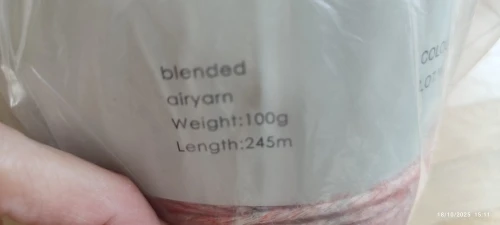 blended
airyarn
Weight:100g
Length:245m